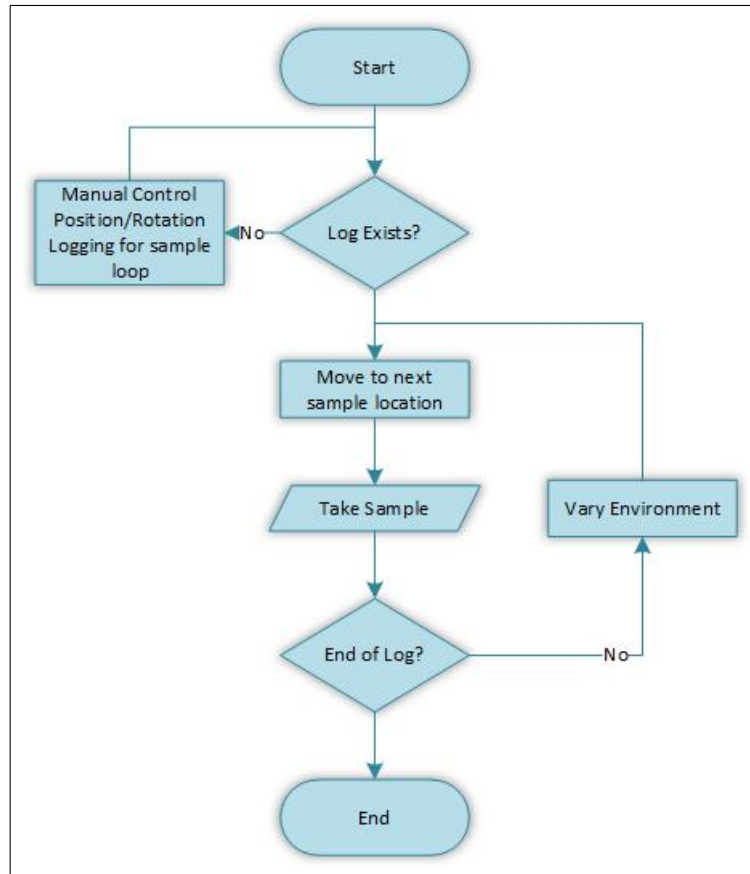 Start
Manual Control
Position/Rotation
Logging for sample
loop
No
Log Exists?
Move to next
sample location
Take Sample
Vary Environment
End of Log?
No
End